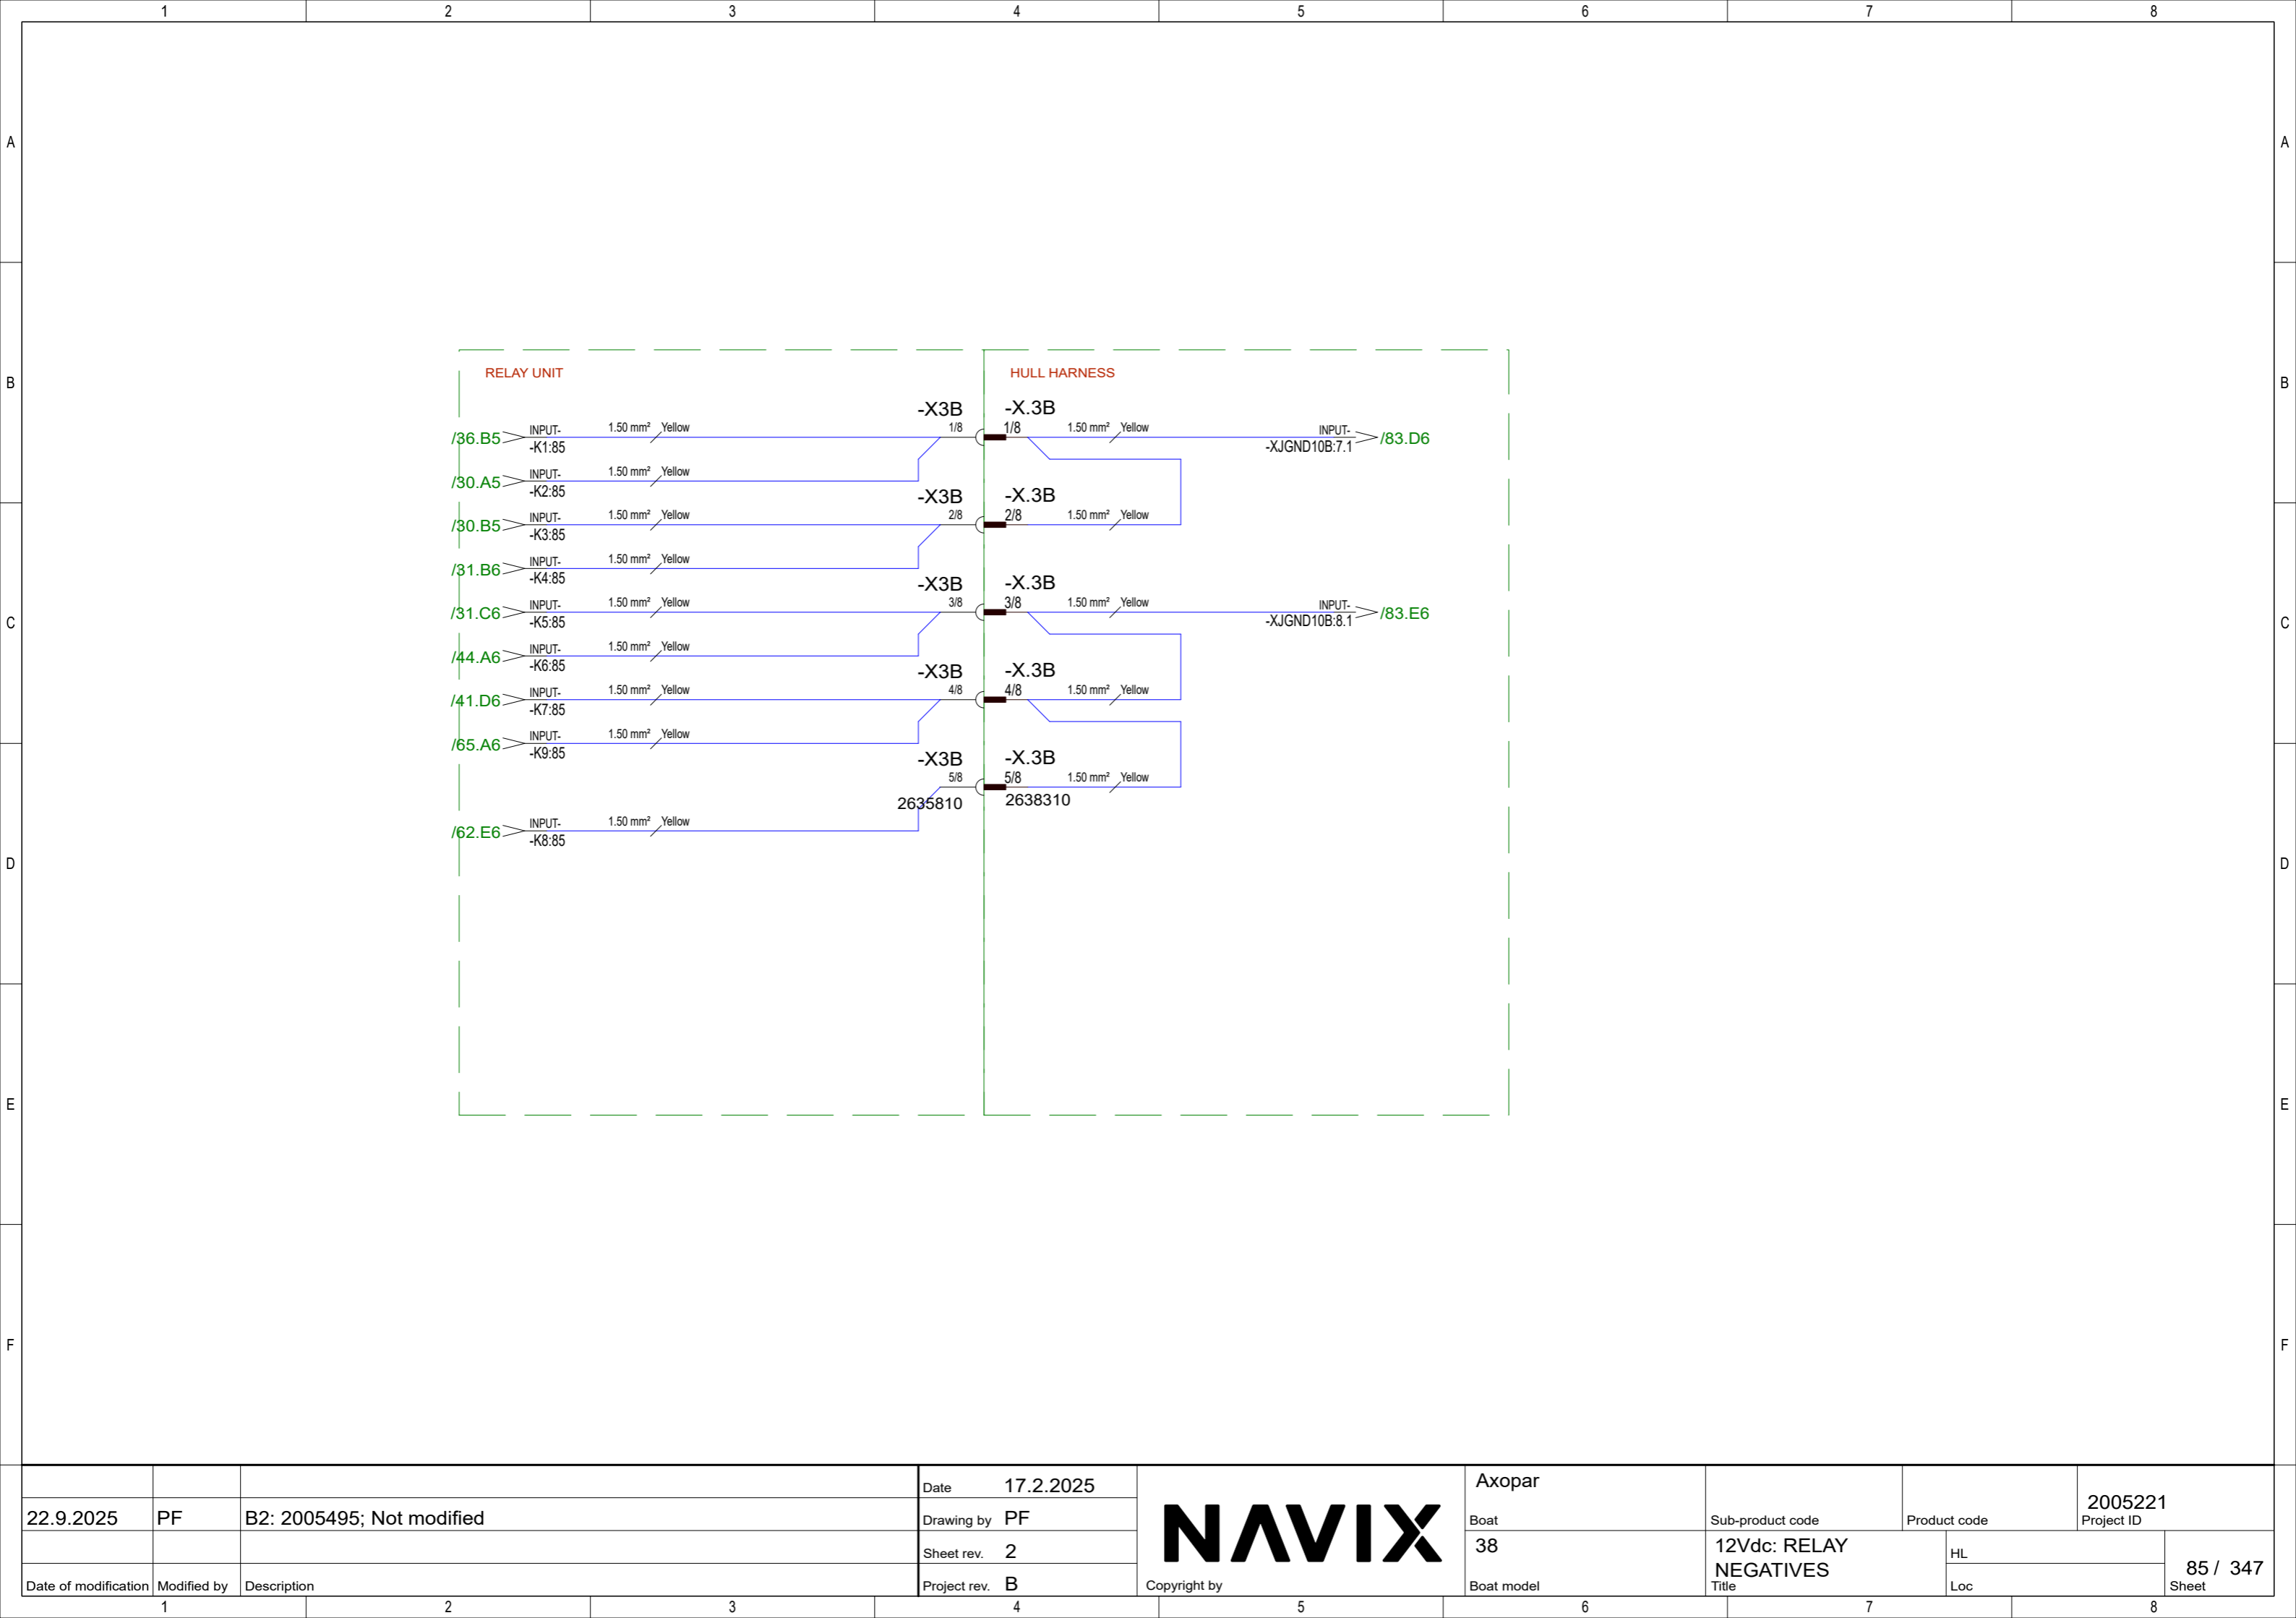 1 2 3 4 5 6 7 8
A A
B B
RELAY UNIT HULL HARNESS
-X3B -X.3B
/36.B5 INPUT- 1.50 mm² Yellow 1/8 1/8 1.50 mm² Yellow INPUT- /83.D6
-K1:85 -XJGND10B:7.1
/30.A5 INPUT- 1.50 mm² Yellow
-K2:85
-X3B -X.3B
/30.B5 INPUT- 1.50 mm² Yellow 2/8 2/8 1.50 mm² Yellow
-K3:85
/31.B6 INPUT- 1.50 mm² Yellow
-K4:85
-X3B -X.3B
/31.C6 INPUT- 1.50 mm² Yellow 3/8 3/8 1.50 mm² Yellow INPUT- /83.E6
-K5:85 -XJGND10B:8.1
C C
/44.A6 INPUT- 1.50 mm² Yellow
-K6:85
-X3B -X.3B
/41.D6 INPUT- 1.50 mm² Yellow 4/8 4/8 1.50 mm² Yellow
-K7:85
/65.A6 INPUT- 1.50 mm² Yellow
-K9:85
-X3B -X.3B
5/8 5/8 1.50 mm² Yellow
2635810 2638310
/62.E6 INPUT- 1.50 mm² Yellow
-K8:85
D D
E E
F F
Date 17.2.2025
22.9.2025 PF B2: 2005495; Not modified
Drawing by PF
Sheet rev. 2
Date of modification Modified by Description
Project rev. B
NAVIX
Copyright by
Axopar
Boat
38
Boat model
Sub-product code
Product code
2005221
Project ID
12Vdc: RELAY
NEGATIVES
Title
HL
Loc
85 / 347
Sheet
1 2 3 4 5 6 7 8